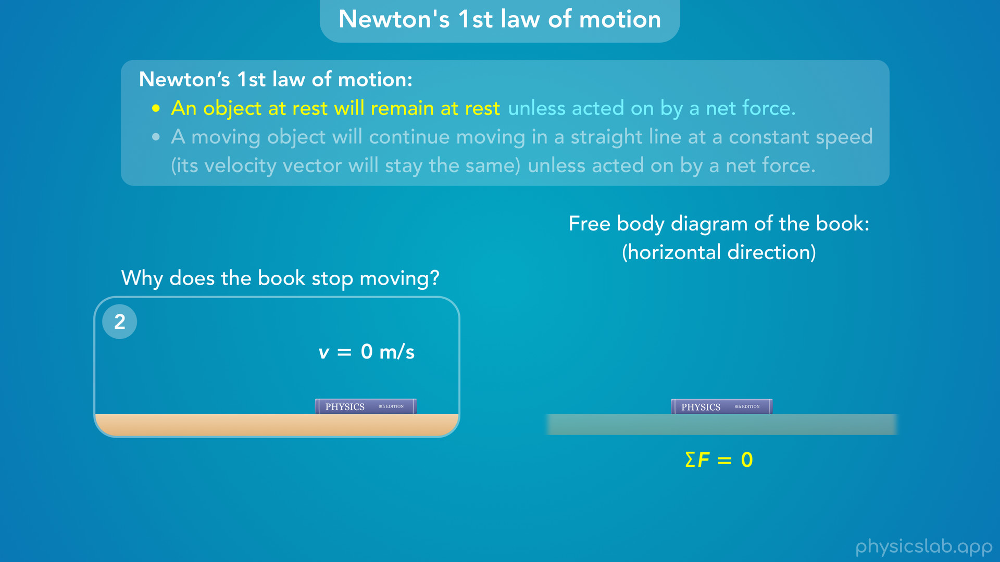 Newton's 1st law of motion
Newton’s 1st law of motion:
• An object at rest will remain at rest unless acted on by a net force.
• A moving object will continue moving in a straight line at a constant speed
(its velocity vector will stay the same) unless acted on by a net force.
Free body diagram of the book:
(horizontal direction)
Why does the book stop moving?
2
v = 0 m/s
PHYSICS 8th EDITION
PHYSICS 8th EDITION
ΣF = 0
physicslab.app